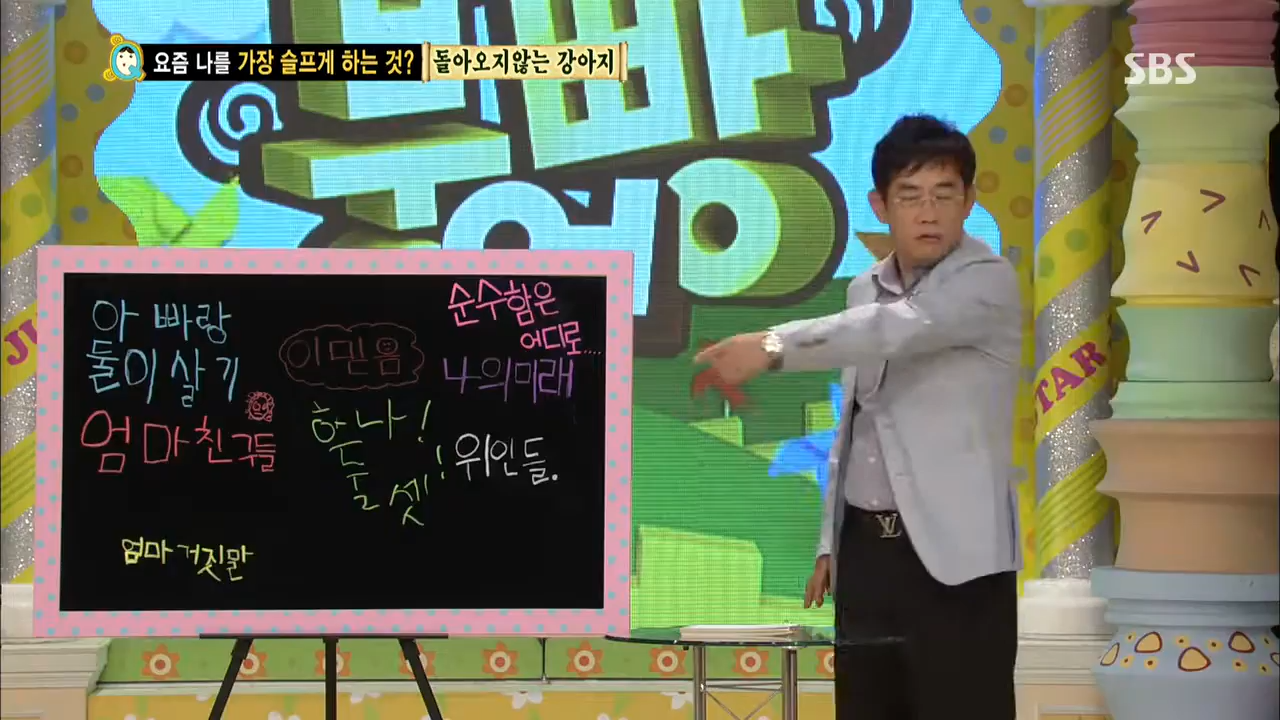 요즘 나를 가장 슬프게 하는 것? 돌아오지않는 강아지
SBS
아빠랑
둘이 살기
엄마친구들
엄마 거짓말
이믿음
하나!
둘
셋!
순수함은
어디로....
나의미래
위인들.
STAR